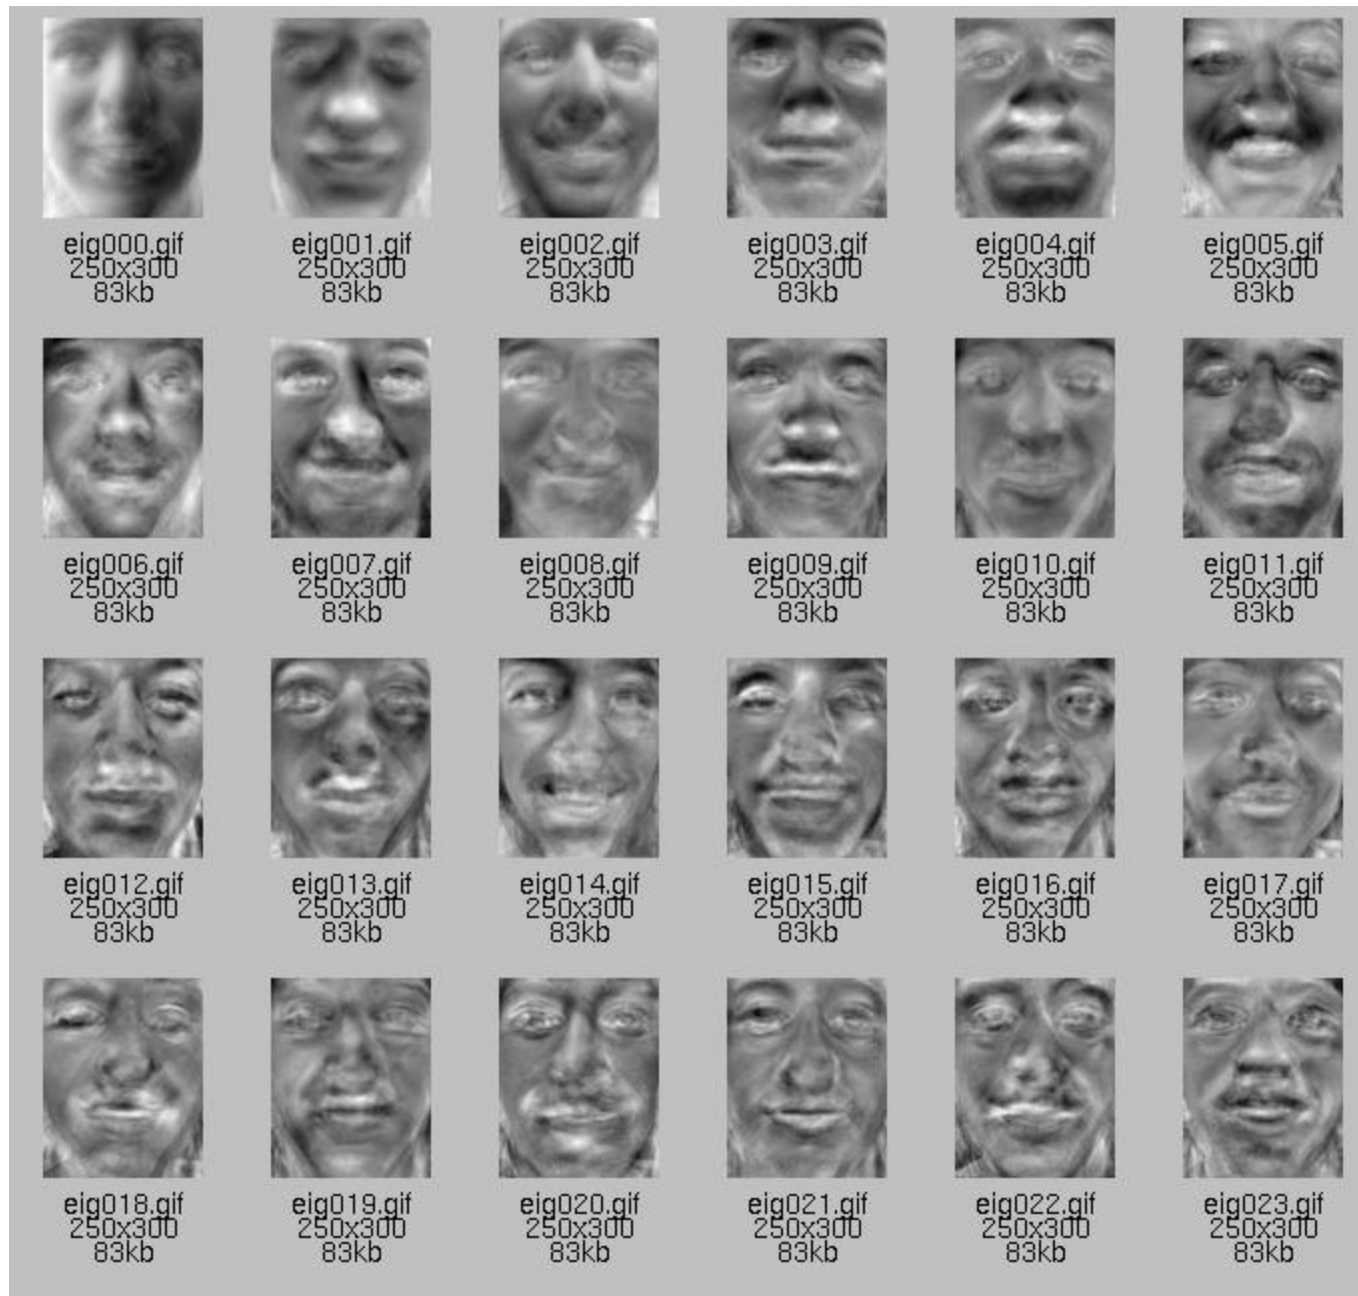 eig000.gif
250x300
83kb
eig001.gif
250x300
83kb
eig002.gif
250x300
83kb
eig003.gif
250x300
83kb
eig004.gif
250x300
83kb
eig005.gif
250x300
83kb
eig006.gif
250x300
83kb
eig007.gif
250x300
83kb
eig008.gif
250x300
83kb
eig009.gif
250x300
83kb
eig010.gif
250x300
83kb
eig011.gif
250x300
83kb
eig012.gif
250x300
83kb
eig013.gif
250x300
83kb
eig014.gif
250x300
83kb
eig015.gif
250x300
83kb
eig016.gif
250x300
83kb
eig017.gif
250x300
83kb
eig018.gif
250x300
83kb
eig019.gif
250x300
83kb
eig020.gif
250x300
83kb
eig021.gif
250x300
83kb
eig022.gif
250x300
83kb
eig023.gif
250x300
83kb